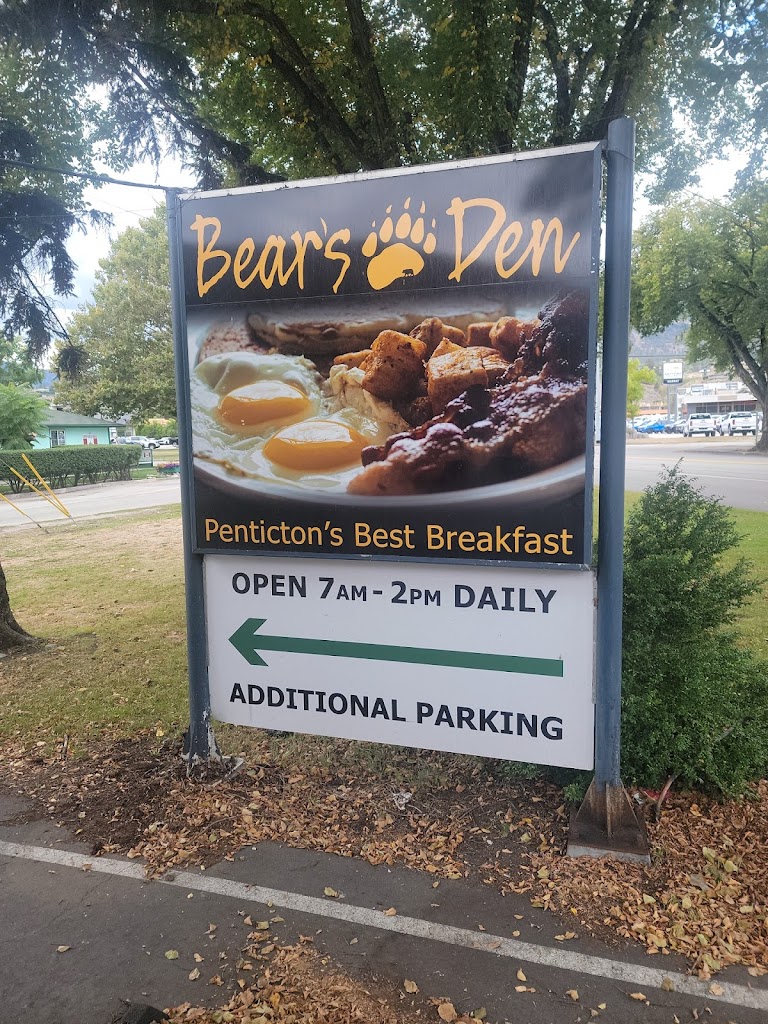 Bear's Den
Penticton's Best Breakfast
OPEN 7AM - 2PM DAILY
ADDITIONAL PARKING